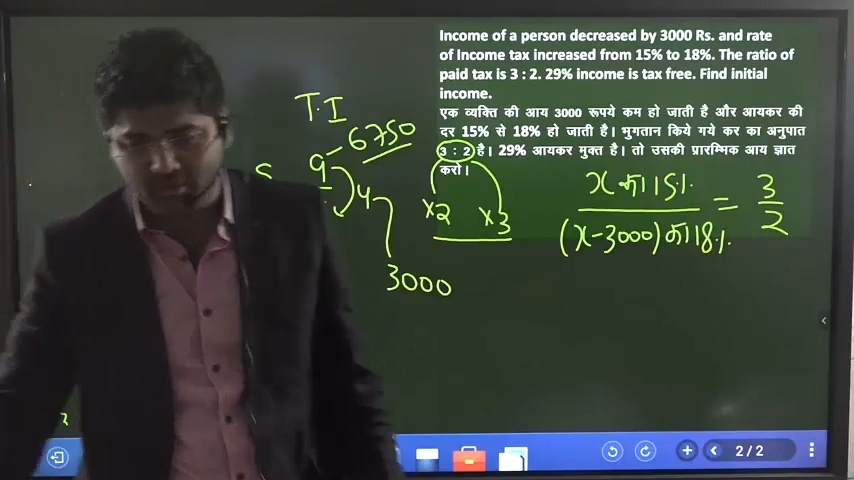 Income of a person decreased by 3000 Rs. and rate
of Income tax increased from 15% to 18%. The ratio of
paid tax is 3 : 2. 29% income is tax free. Find initial
income.
एक व्यक्ति की आय 3000 रूपये कम हो जाती है और आयकर की
दर 15% से 18% हो जाती है। भुगतान किये गये कर का अनुपात
3 : 2 है। 29% आयकर मुक्त है। तो उसकी प्रारम्भिक आय ज्ञात
करो।
T.I
9 - 6750
4
3000
×2 ×3
x का 15% = 3
(x-3000) का 18% 2
2/2